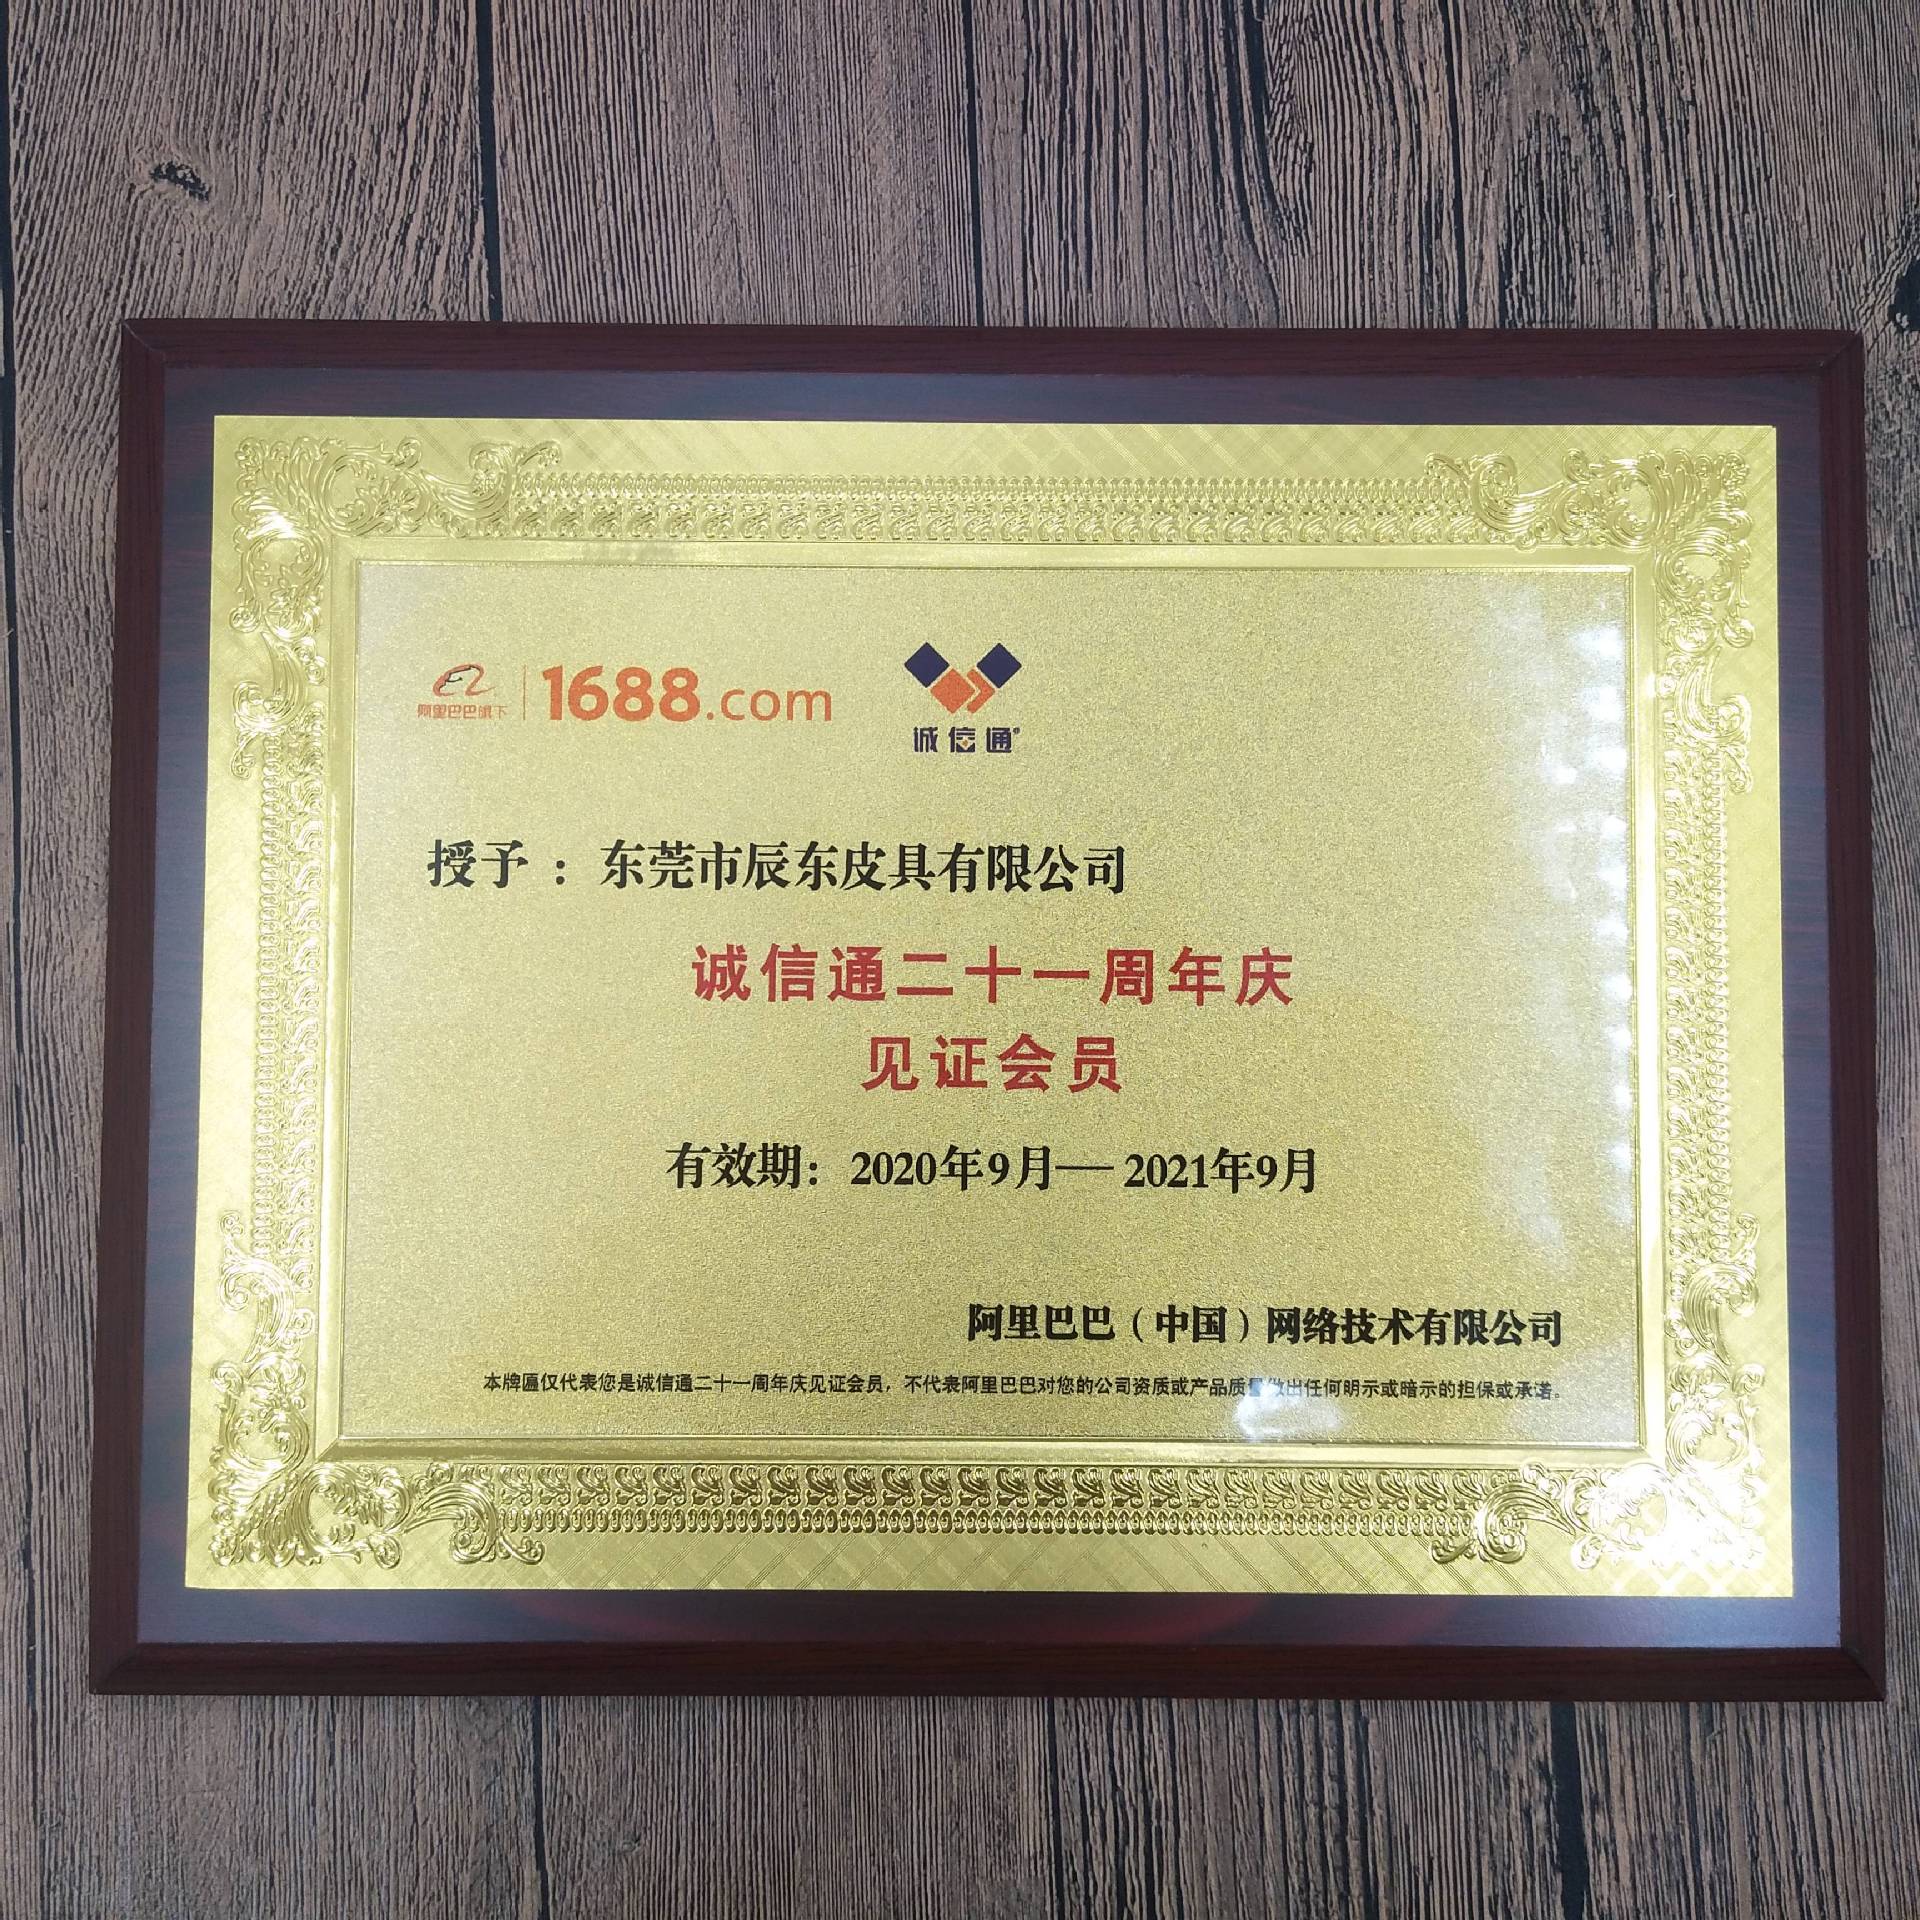 阿里巴巴旗下
1688.com
诚信通®
授予：东莞市辰东皮具有限公司
诚信通二十一周年庆
见证会员
有效期：2020年9月—2021年9月
阿里巴巴（中国）网络技术有限公司
本牌匾仅代表您是诚信通二十一周年庆见证会员，不代表阿里巴巴对您的公司资质或产品质量做出任何明示或暗示的担保或承诺。